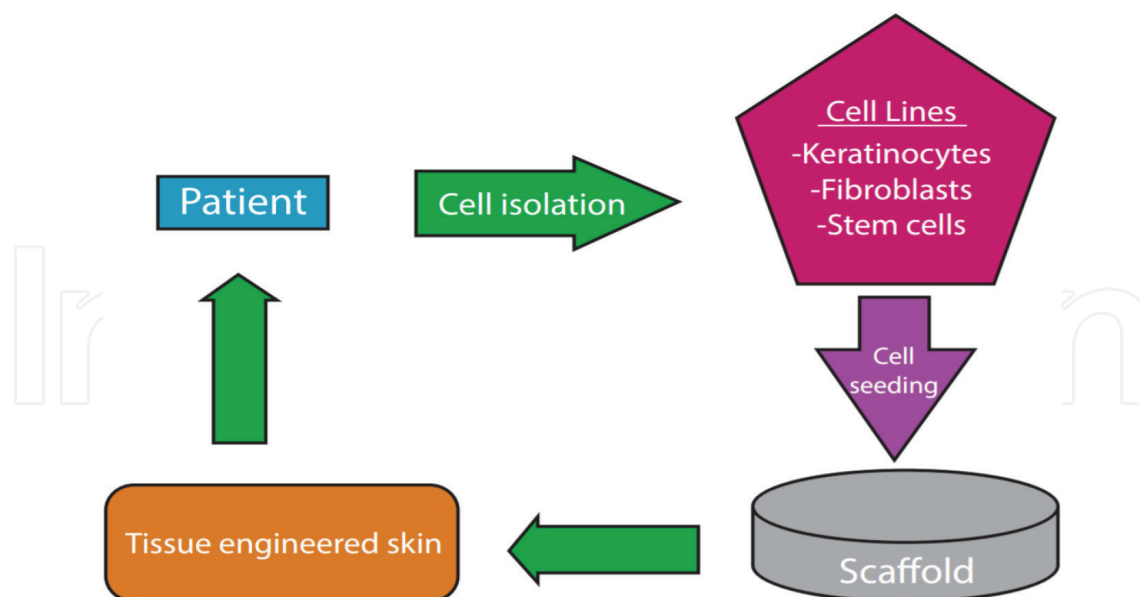 Patient
Cell isolation
Cell Lines
-Keratinocytes
-Fibroblasts
-Stem cells
Cell
seeding
Scaffold
Tissue engineered skin